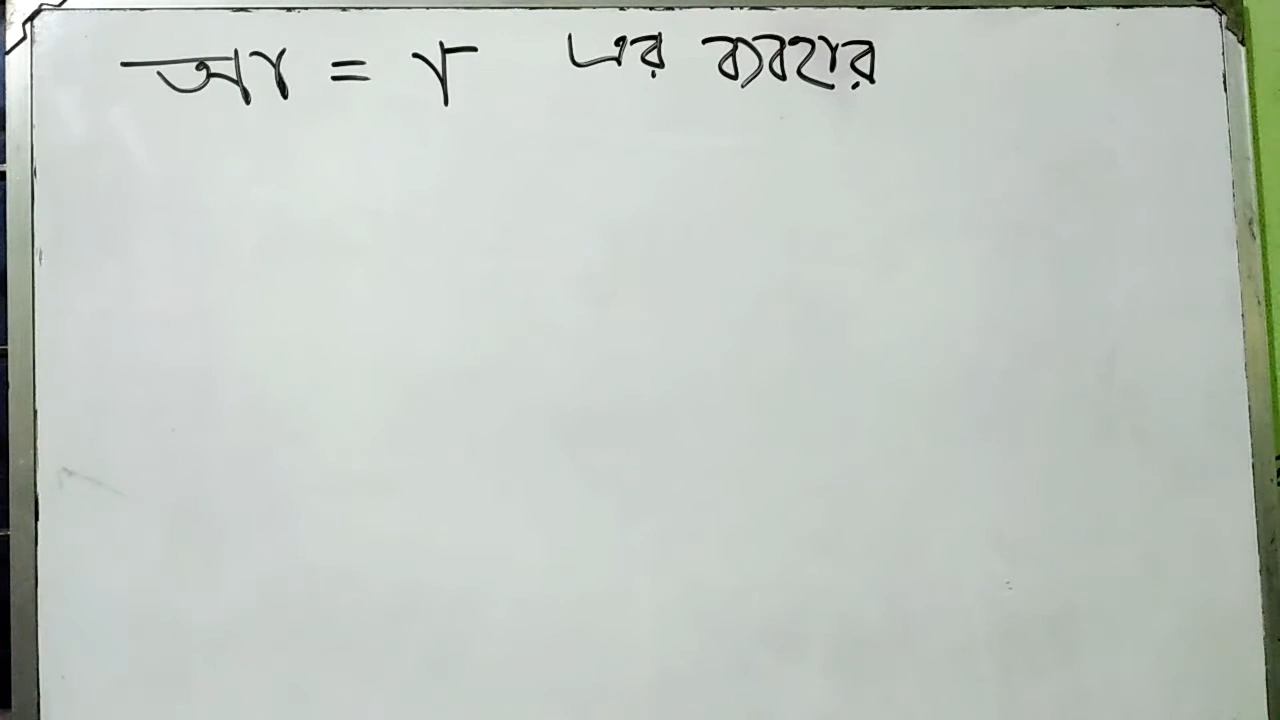 আ = া এর ব্যবহার